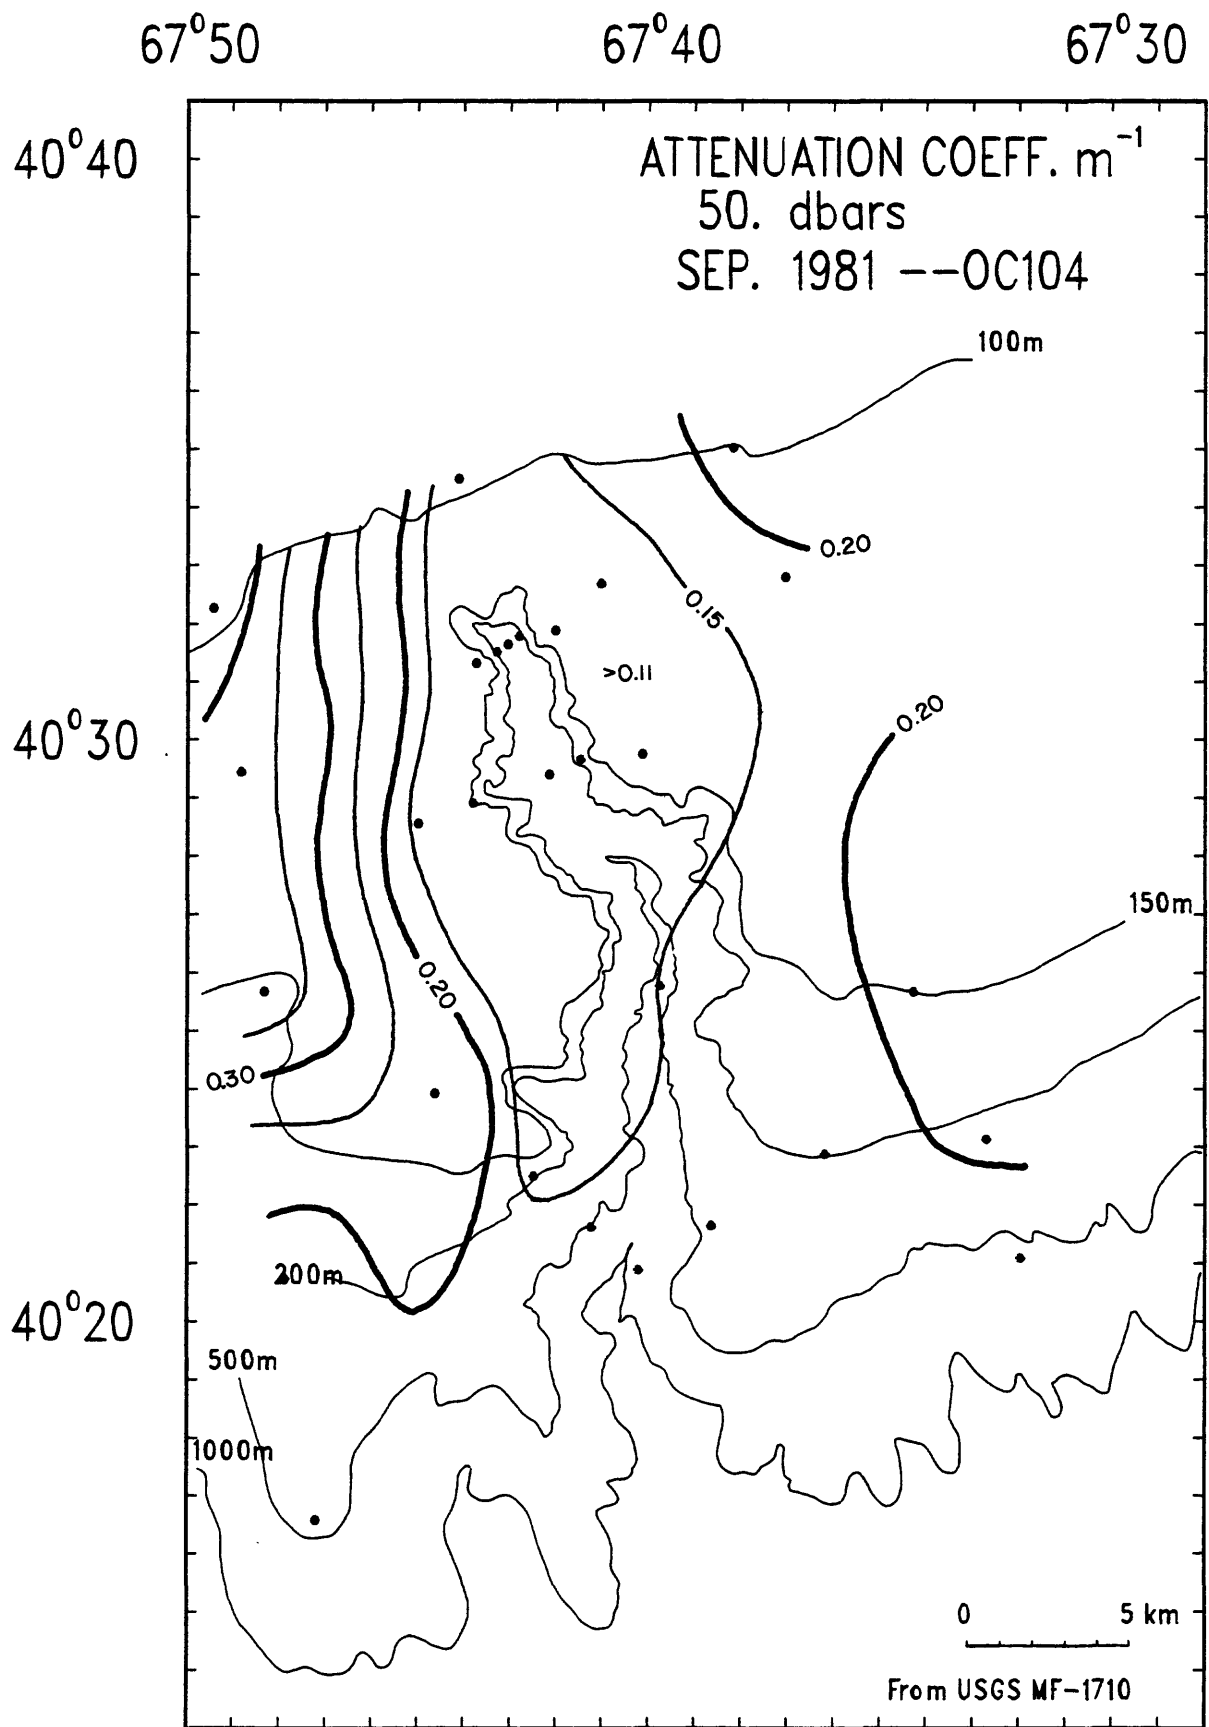 67°50
67°40
67°30
40°40
ATTENUATION COEFF. m⁻¹
50. dbars
SEP. 1981 --OC104
100m
0.20
0.15
>0.11
40°30
0.20
150m
0.20
0.30
200m
40°20
500m
1000m
0 5 km
From USGS MF-1710